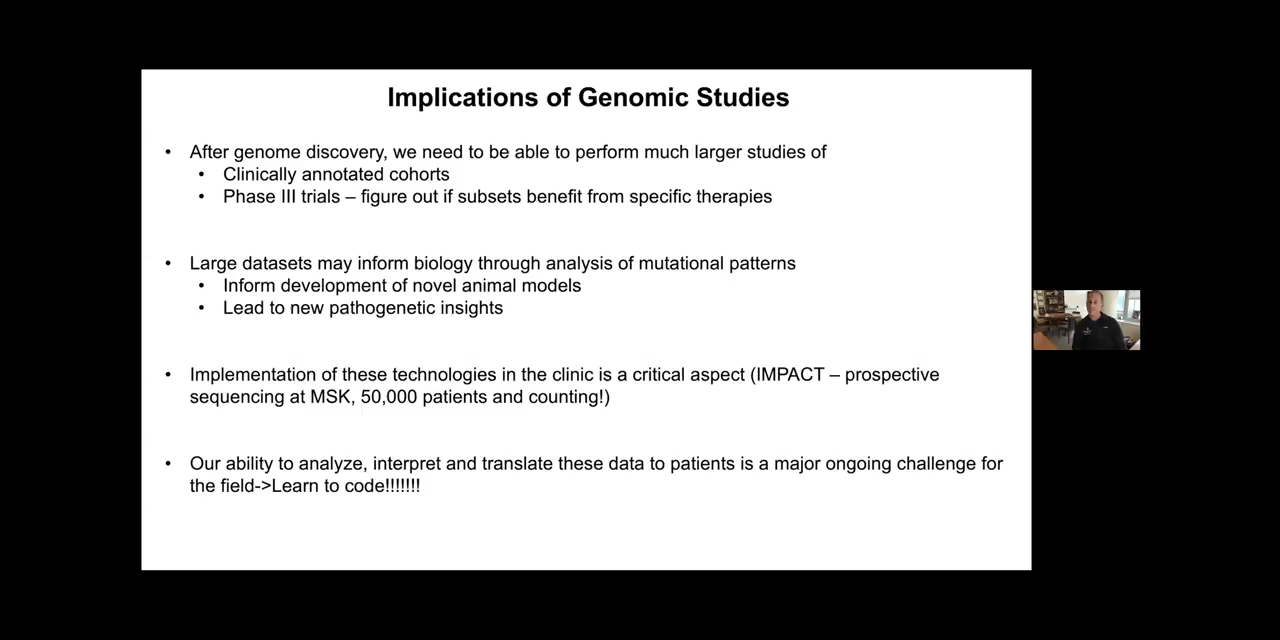 Implications of Genomic Studies
• After genome discovery, we need to be able to perform much larger studies of
• Clinically annotated cohorts
• Phase III trials – figure out if subsets benefit from specific therapies
• Large datasets may inform biology through analysis of mutational patterns
• Inform development of novel animal models
• Lead to new pathogenetic insights
• Implementation of these technologies in the clinic is a critical aspect (IMPACT – prospective
sequencing at MSK, 50,000 patients and counting!)
• Our ability to analyze, interpret and translate these data to patients is a major ongoing challenge for
the field->Learn to code!!!!!!!